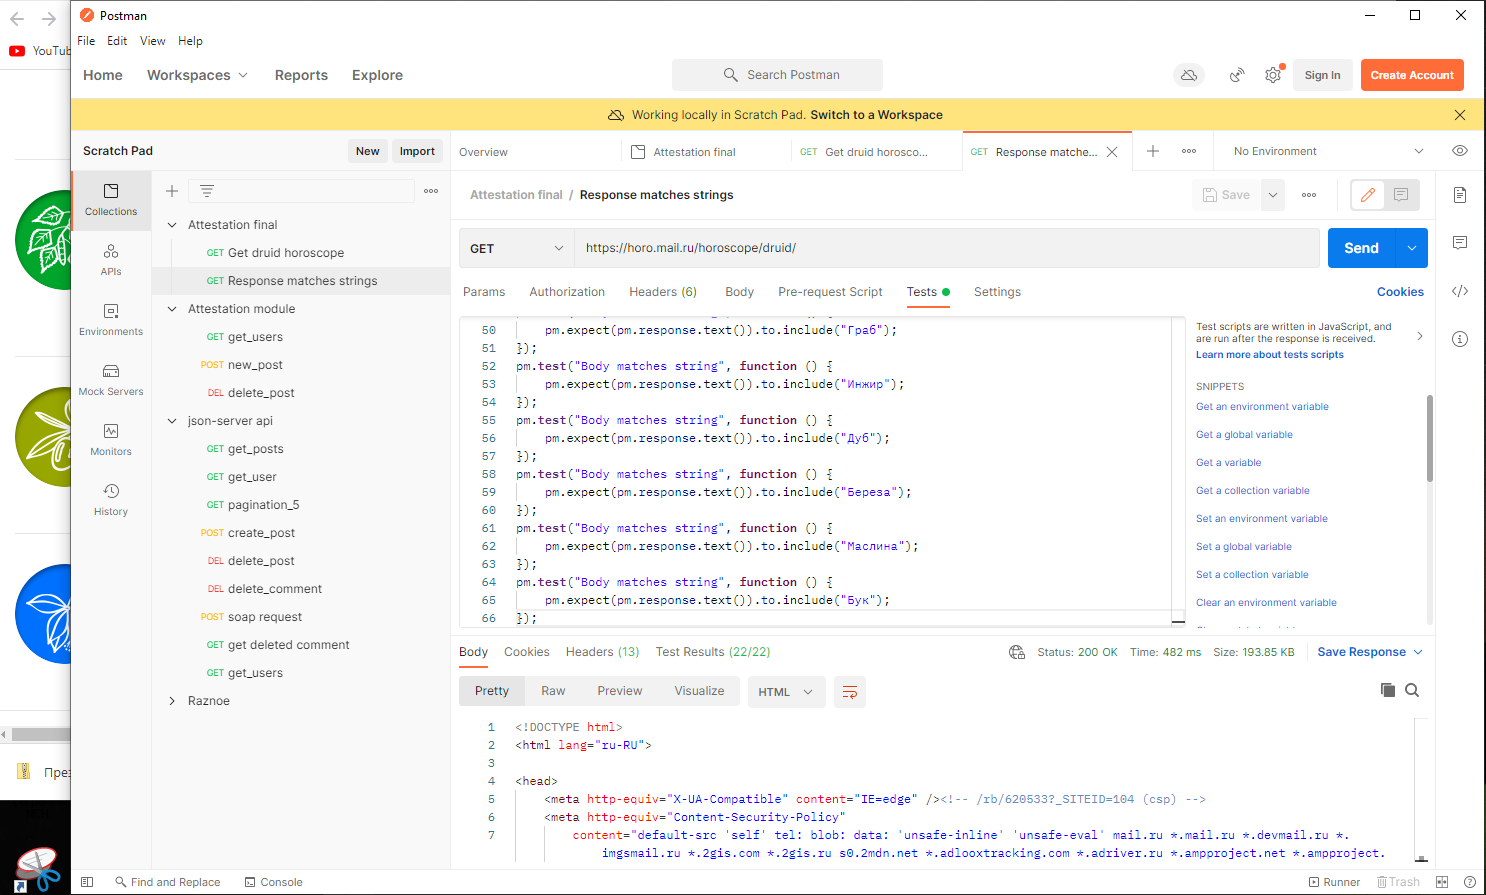 Postman
File Edit View Help
YouTub
Home Workspaces Reports Explore
Search Postman
Sign In
Create Account
Working locally in Scratch Pad. Switch to a Workspace
Scratch Pad
New
Import
Overview
Attestation final
GET Get druid horosco...
GET Response matche...
No Environment
Collections
APIs
Environments
Mock Servers
Monitors
History
Attestation final
GET Get druid horoscope
GET Response matches strings
Attestation module
GET get_users
POST new_post
DEL delete_post
json-server api
GET get_posts
GET get_user
GET pagination_5
POST create_post
DEL delete_post
DEL delete_comment
POST soap request
GET get deleted comment
GET get_users
Raznoe
Attestation final / Response matches strings
Save
GET
https://horo.mail.ru/horoscope/druid/
Send
Params Authorization Headers (6) Body Pre-request Script Tests Settings
Cookies
50 pm.expect(pm.response.text()).to.include("Граб");
51 });
52 pm.test("Body matches string", function () {
53 pm.expect(pm.response.text()).to.include("Инжир");
54 });
55 pm.test("Body matches string", function () {
56 pm.expect(pm.response.text()).to.include("Дуб");
57 });
58 pm.test("Body matches string", function () {
59 pm.expect(pm.response.text()).to.include("Береза");
60 });
61 pm.test("Body matches string", function () {
62 pm.expect(pm.response.text()).to.include("Маслина");
63 });
64 pm.test("Body matches string", function () {
65 pm.expect(pm.response.text()).to.include("Бук");
66 });
Test scripts are written in JavaScript, and
are run after the response is received.
Learn more about tests scripts
SNIPPETS
Get an environment variable
Get a global variable
Get a variable
Get a collection variable
Set an environment variable
Set a global variable
Set a collection variable
Clear an environment variable
Body Cookies Headers (13) Test Results (22/22)
Status: 200 OK Time: 482 ms Size: 193.85 KB
Save Response
Pretty Raw Preview Visualize
HTML
1 <!DOCTYPE html>
2 <html lang="ru-RU">
3
4 <head>
5 <meta http-equiv="X-UA-Compatible" content="IE=edge" /><!-- /rb/620533?_SITEID=104 (csp) -->
6 <meta http-equiv="Content-Security-Policy"
7 content="default-src 'self' tel: blob: data: 'unsafe-inline' 'unsafe-eval' mail.ru *.mail.ru *.devmail.ru *.
imgsmail.ru *.2gis.com *.2gis.ru s0.2mdn.net *.adlooxtracking.com *.adriver.ru *.ampproject.net *.ampproject.
През
Find and Replace
Console
Runner
Trash